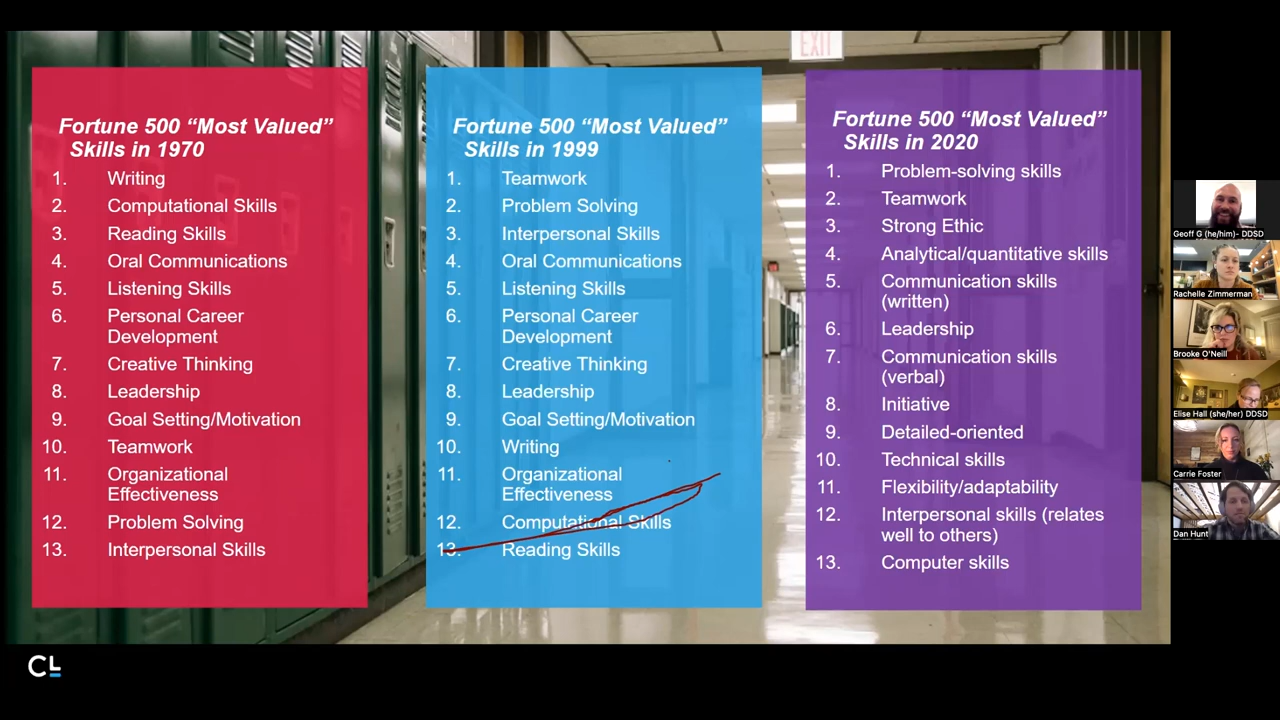 EXIT
Fortune 500 “Most Valued”
Skills in 1970
1. Writing
2. Computational Skills
3. Reading Skills
4. Oral Communications
5. Listening Skills
6. Personal Career
Development
7. Creative Thinking
8. Leadership
9. Goal Setting/Motivation
10. Teamwork
11. Organizational
Effectiveness
12. Problem Solving
13. Interpersonal Skills
Fortune 500 “Most Valued”
Skills in 1999
1. Teamwork
2. Problem Solving
3. Interpersonal Skills
4. Oral Communications
5. Listening Skills
6. Personal Career
Development
7. Creative Thinking
8. Leadership
9. Goal Setting/Motivation
10. Writing
11. Organizational
Effectiveness
12. Computational Skills
13. Reading Skills
Fortune 500 “Most Valued”
Skills in 2020
1. Problem-solving skills
2. Teamwork
3. Strong Ethic
4. Analytical/quantitative skills
5. Communication skills
(written)
6. Leadership
7. Communication skills
(verbal)
8. Initiative
9. Detailed-oriented
10. Technical skills
11. Flexibility/adaptability
12. Interpersonal skills (relates
well to others)
13. Computer skills
Geoff G (he/him)- DDSD
Rachelle Zimmerman
Brooke O'Neill
Elise Hall (she/her) DDSD
Carrie Foster
Dan Hunt
CL